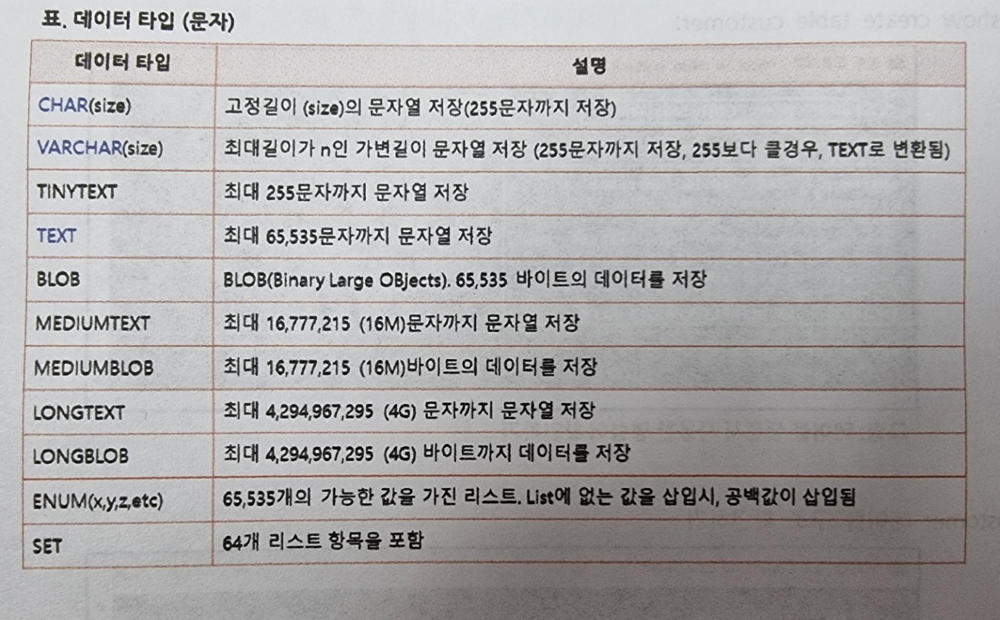 표. 데이터 타입 (문자)
데이터 타입 설명
CHAR(size) 고정길이 (size)의 문자열 저장(255문자까지 저장)
VARCHAR(size) 최대길이가 n인 가변길이 문자열 저장 (255문자까지 저장, 255보다 클경우, TEXT로 변환됨)
TINYTEXT 최대 255문자까지 문자열 저장
TEXT 최대 65,535문자까지 문자열 저장
BLOB BLOB(Binary Large OBjects). 65,535 바이트의 데이터를 저장
MEDIUMTEXT 최대 16,777,215 (16M)문자까지 문자열 저장
MEDIUMBLOB 최대 16,777,215 (16M)바이트의 데이터를 저장
LONGTEXT 최대 4,294,967,295 (4G) 문자까지 문자열 저장
LONGBLOB 최대 4,294,967,295 (4G) 바이트까지 데이터를 저장
ENUM(x,y,z,etc) 65,535개의 가능한 값을 가진 리스트. List에 없는 값을 삽입시, 공백값이 삽입됨
SET 64개 리스트 항목을 포함
show create table customer: